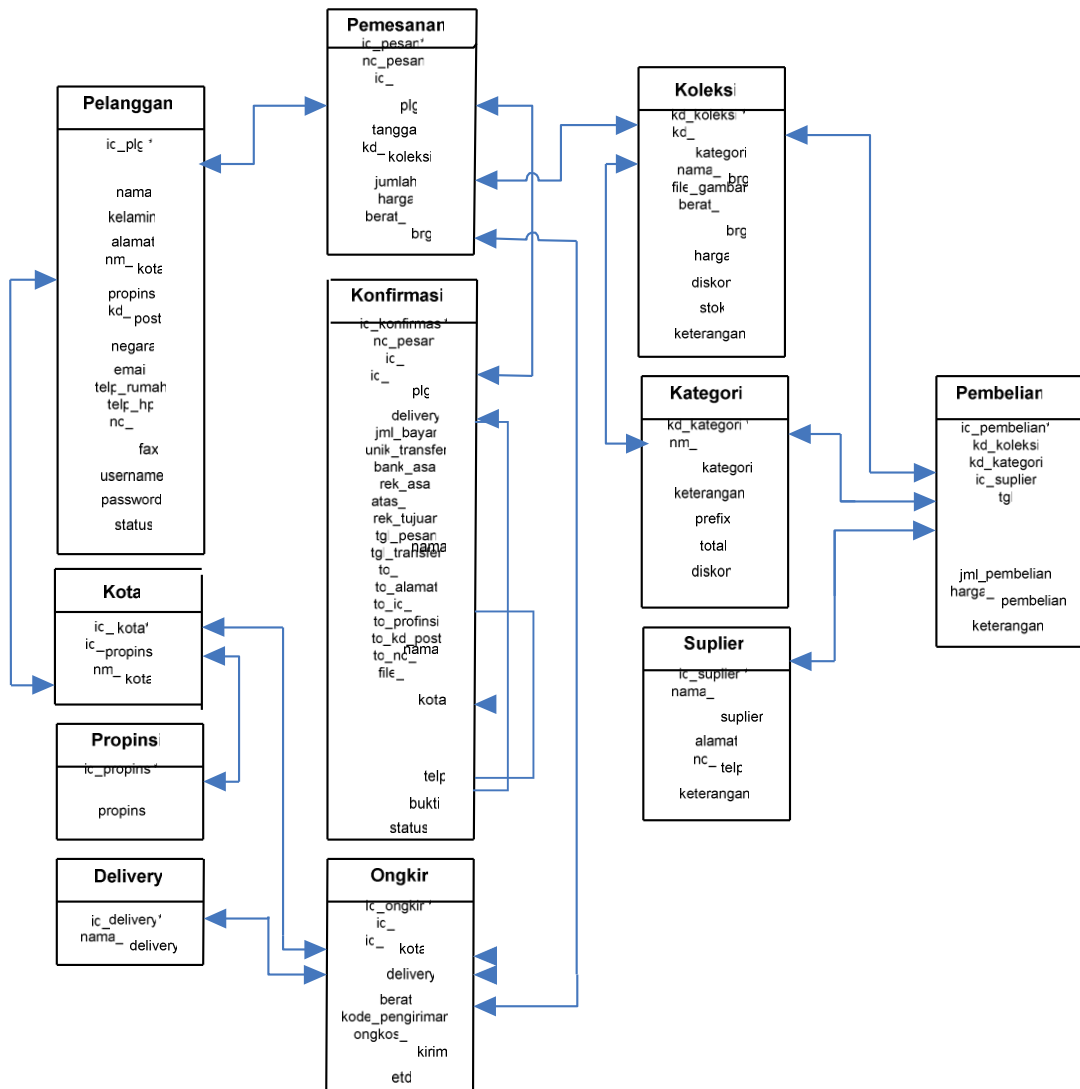 Pemesanan
ic_pesan*
nc_pesan
ic_
plg
tangga
kd_
koleksi
jumlah
harga
berat_
brg
Pelanggan
ic_plg *
nama
kelamin
alamat
nm_
kota
propins
kd_
post
negara
emai
telp_rumah
telp_hp
nc_
fax
username
password
status
Koleksi
kd_koleksi *
kd_
kategori
nama_
brg
file_gambar
berat_
brg
harga
diskon
stok
keterangan
Konfirmasi
ic_konfirmas*
nc_pesan
ic_
ic_
plg
delivery
jml_bayar
unik_transfer
bank_asa
rek_asa
atas_
rek_tujuan
tgl_pesan
nama
tgl_transfer
to_
to_alamat
to_ic_
to_profinsi
to_kd_post
nama
to_nc_
file_
kota
telp
bukti
status
Kategori
kd_kategori *
nm_
kategori
keterangan
prefix
total
diskon
Pembelian
ic_pembelian*
kd_koleksi
kd_kategori
ic_suplier
tgl
jml_pembelian
harga_
pembelian
keterangan
Kota
ic_kota*
ic_propins
nm_
kota
Suplier
ic_suplier *
nama_
suplier
alamat
nc_
telp
keterangan
Propinsi
ic_propins*
propins
Delivery
ic_delivery*
nama_
delivery
Ongkir
ic_ongkir*
ic_
ic_
kota
delivery
berat
kode_pengiriman
ongkos_
kirim
etd